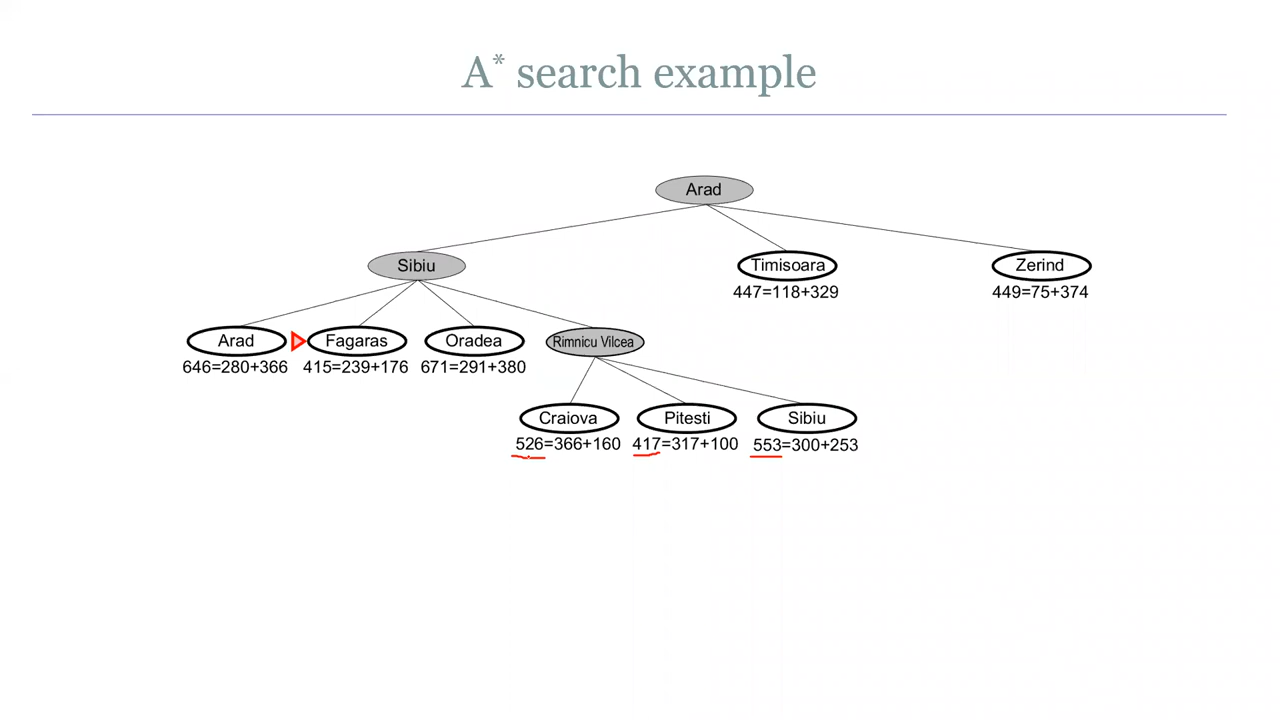 A* search example
Arad
Sibiu
Timisoara
Zerind
447=118+329
449=75+374
Arad
Fagaras
Oradea
Rimnicu Vilcea
646=280+366
415=239+176
671=291+380
Craiova
Pitesti
Sibiu
526=366+160
417=317+100
553=300+253